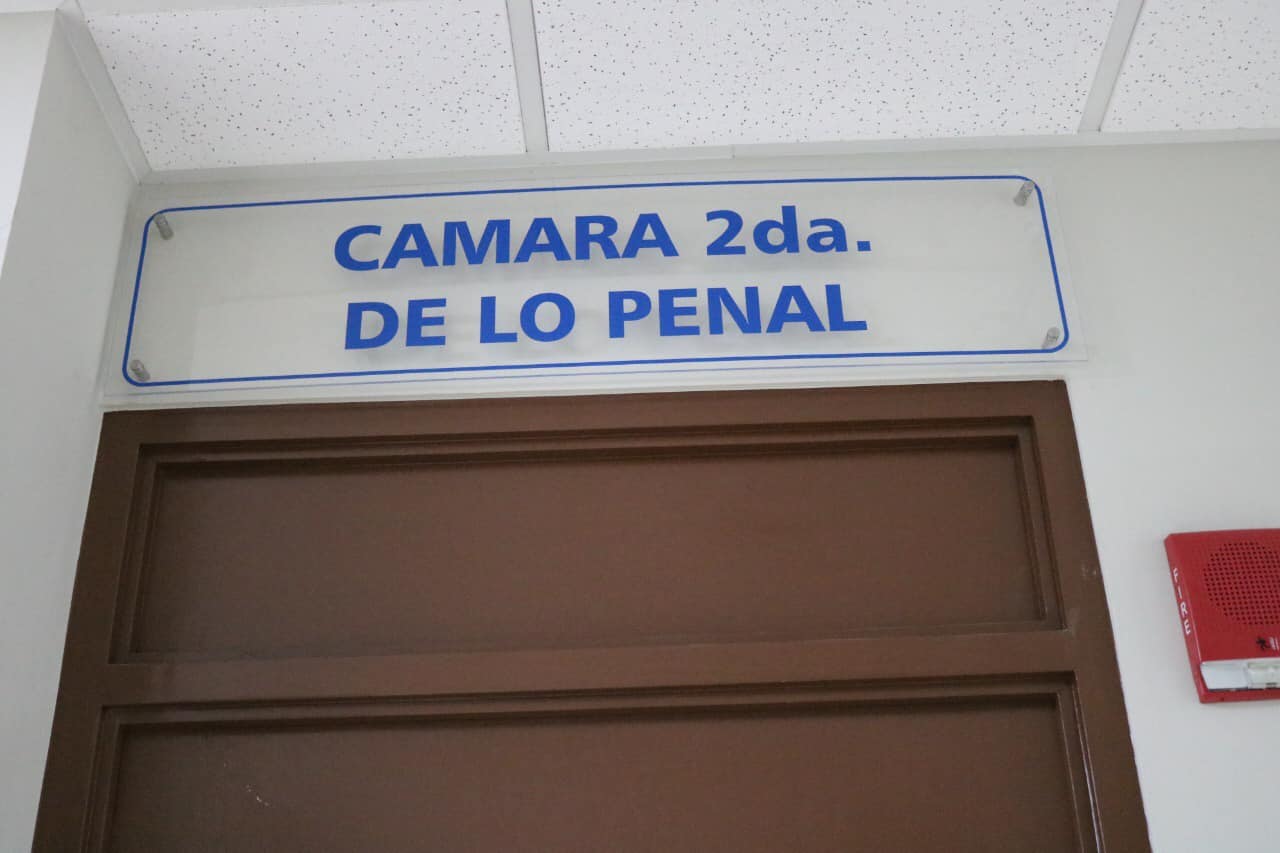 CAMARA 2da.
DE LO PENAL
FIRE